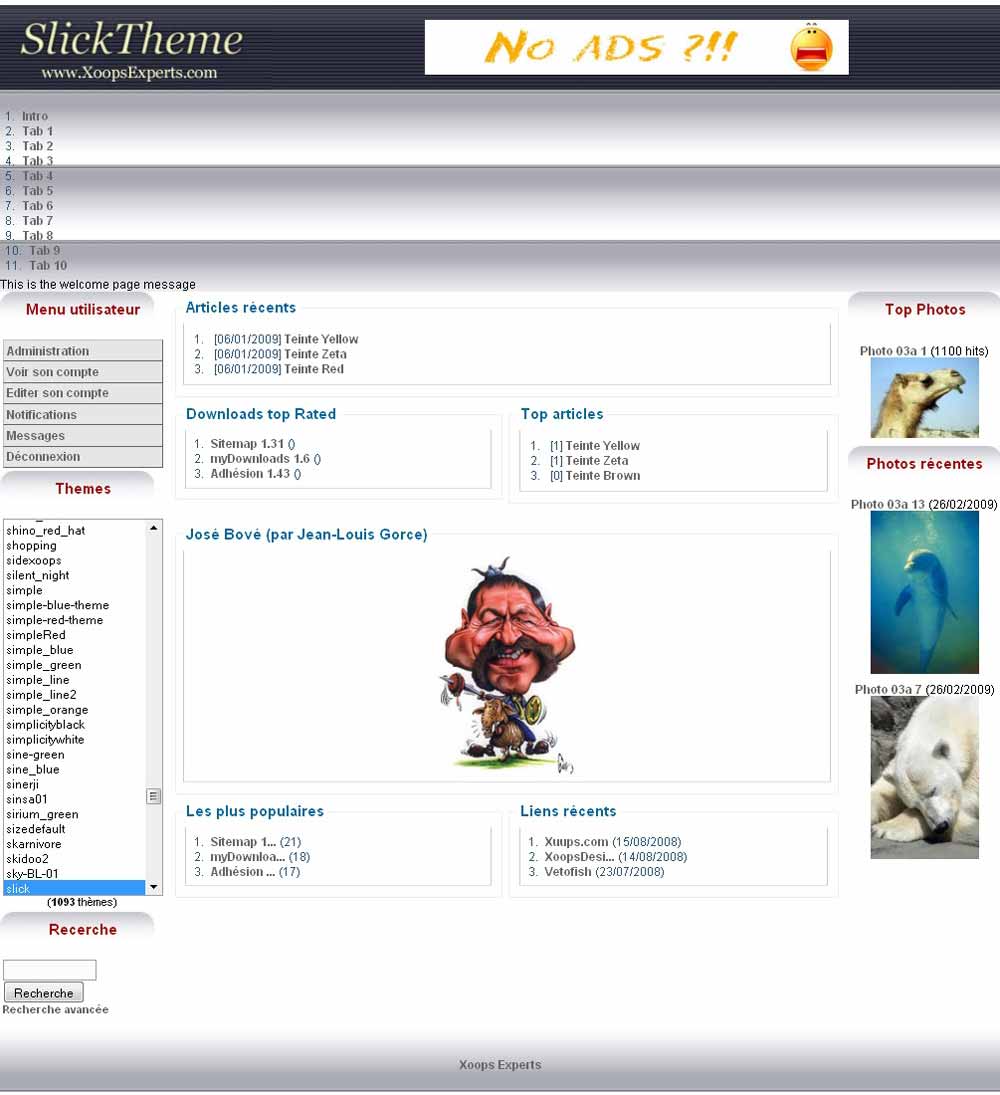 SlickTheme
www.XoopsExperts.com
No ADS ?!!
1. Intro
2. Tab 1
3. Tab 2
4. Tab 3
5. Tab 4
6. Tab 5
7. Tab 6
8. Tab 7
9. Tab 8
10. Tab 9
11. Tab 10
This is the welcome page message
Menu utilisateur
Administration
Voir son compte
Editer son compte
Notifications
Messages
Déconnexion
Themes
shino_red_hat
shopping
sidexoops
silent_night
simple
simple-blue-theme
simple-red-theme
simpleRed
simple_blue
simple_green
simple_line
simple_line2
simple_orange
simplicityblack
simplicitywhite
sine-green
sine_blue
sinerji
sinsa01
sirium_green
sizedefault
skarnivore
skidoo2
sky-BL-01
slick
(1093 thèmes)
Recerche
Recherche
Recherche avancée
Articles récents
1. [06/01/2009] Teinte Yellow
2. [06/01/2009] Teinte Zeta
3. [06/01/2009] Teinte Red
Downloads top Rated
1. Sitemap 1.31 ()
2. myDownloads 1.6 ()
3. Adhésion 1.43 ()
Top articles
1. [1] Teinte Yellow
2. [1] Teinte Zeta
3. [0] Teinte Brown
José Bové (par Jean-Louis Gorce)
Les plus populaires
1. Sitemap 1... (21)
2. myDownloa... (18)
3. Adhésion ... (17)
Liens récents
1. Xuups.com (15/08/2008)
2. XoopsDesi... (14/08/2008)
3. Vetofish (23/07/2008)
Top Photos
Photo 03a 1 (1100 hits)
Photos récentes
Photo 03a 13 (26/02/2009)
Photo 03a 7 (26/02/2009)
Xoops Experts